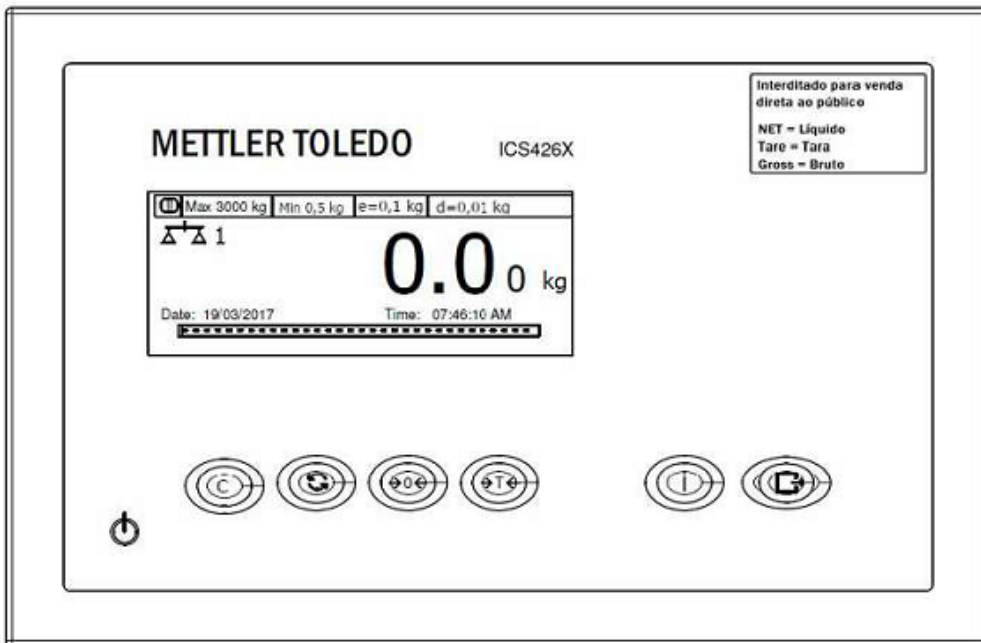 Interditado para venda
direta ao público
NET = Líquido
Tare = Tara
Gross = Bruto
METTLER TOLEDO ICS426X
II Max 3000 kg Min 0,5 kg e=0,1 kg d=0,01 kg
1
0.00 kg
Date: 19/03/2017 Time: 07:46:10 AM
C →0← →T←